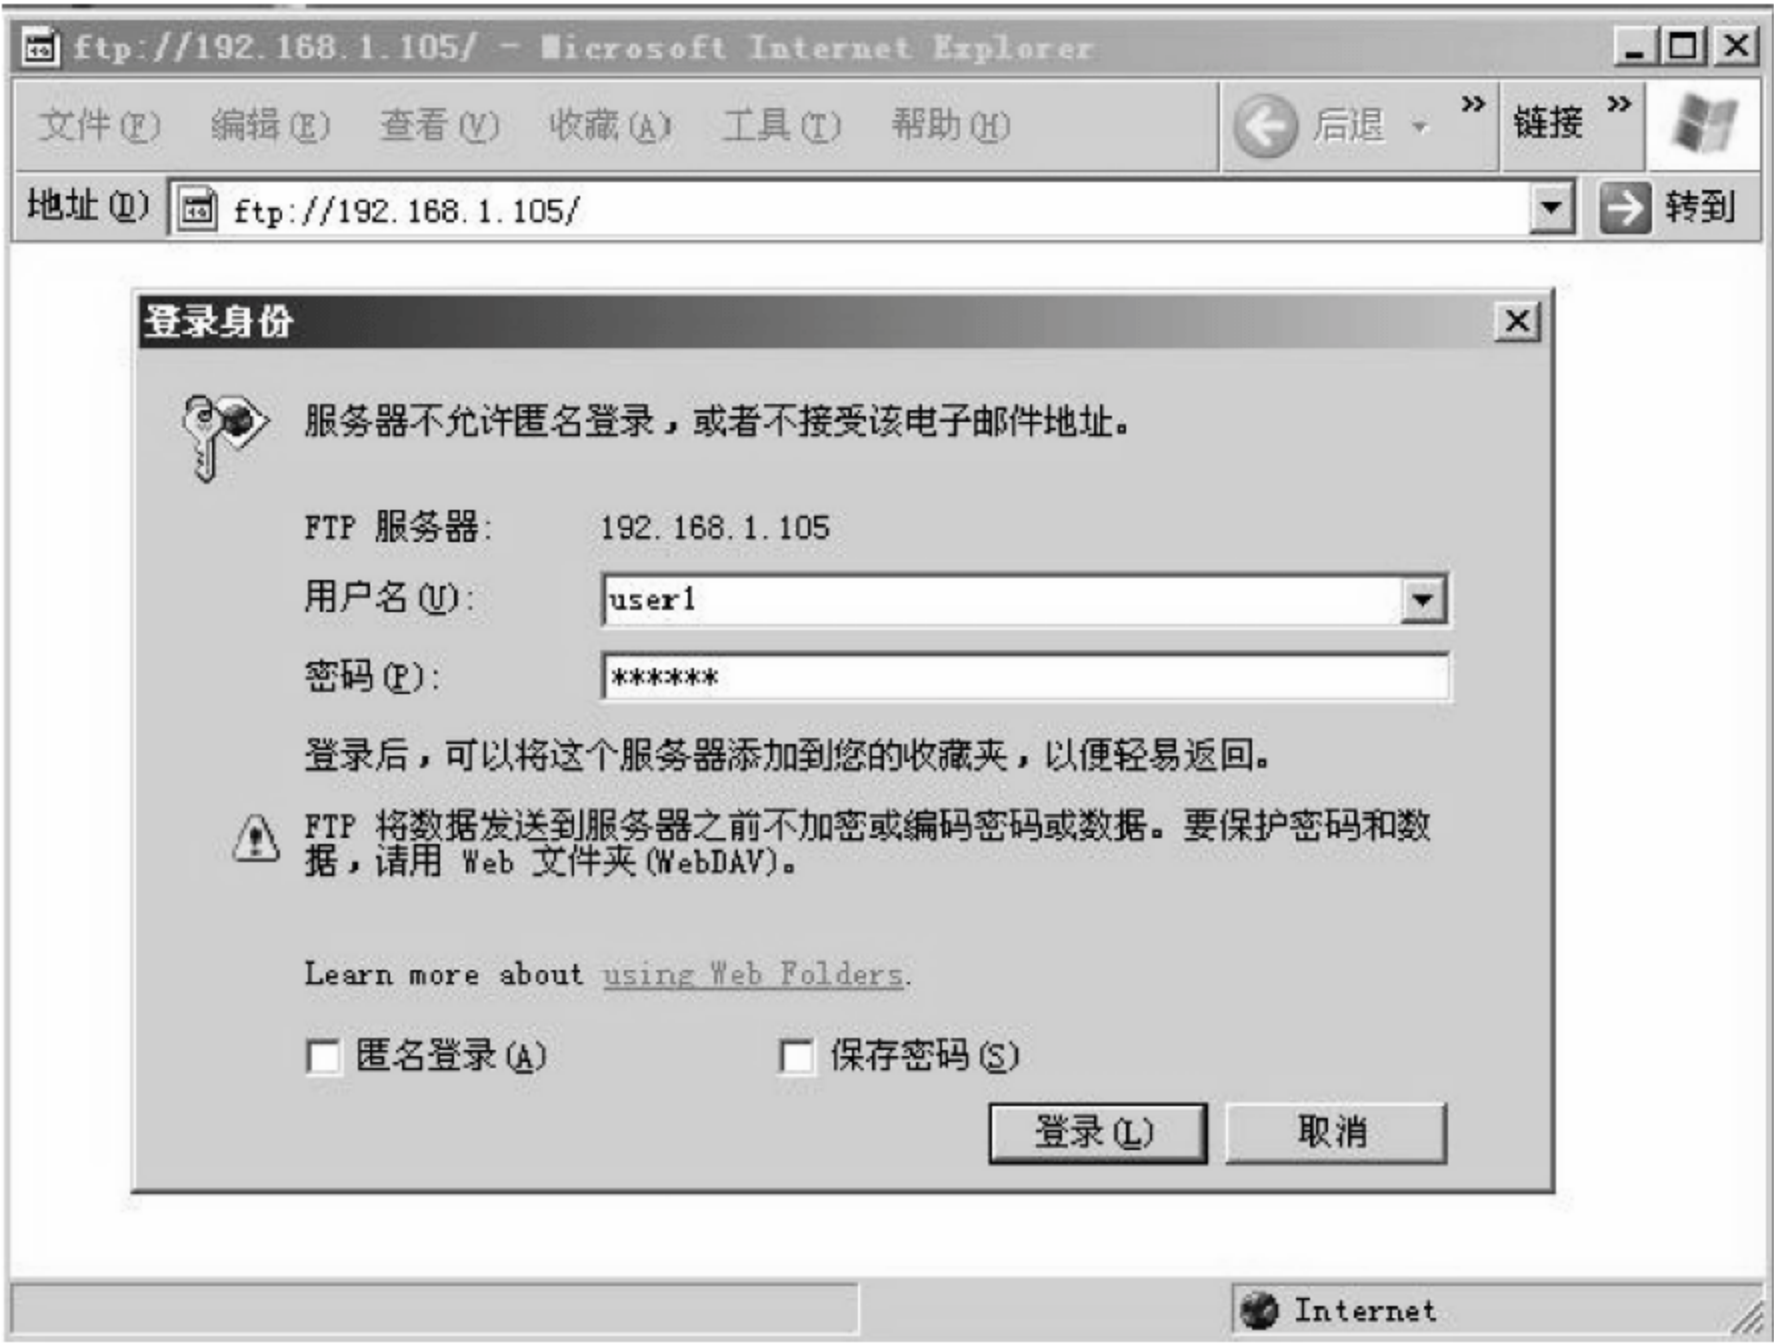 ftp://192.168.1.105/ - Microsoft Internet Explorer
文件(F) 编辑(E) 查看(V) 收藏(A) 工具(T) 帮助(H) 后退 » 链接 »
地址(D) ftp://192.168.1.105/ 转到
登录身份
服务器不允许匿名登录，或者不接受该电子邮件地址。
FTP 服务器: 192.168.1.105
用户名(U): user1
密码(P): ******
登录后，可以将这个服务器添加到您的收藏夹，以便轻易返回。
FTP 将数据发送到服务器之前不加密或编码密码或数据。要保护密码和数
据，请用 Web 文件夹(WebDAV)。
Learn more about using Web Folders.
匿名登录(A) 保存密码(S)
登录(L) 取消
Internet